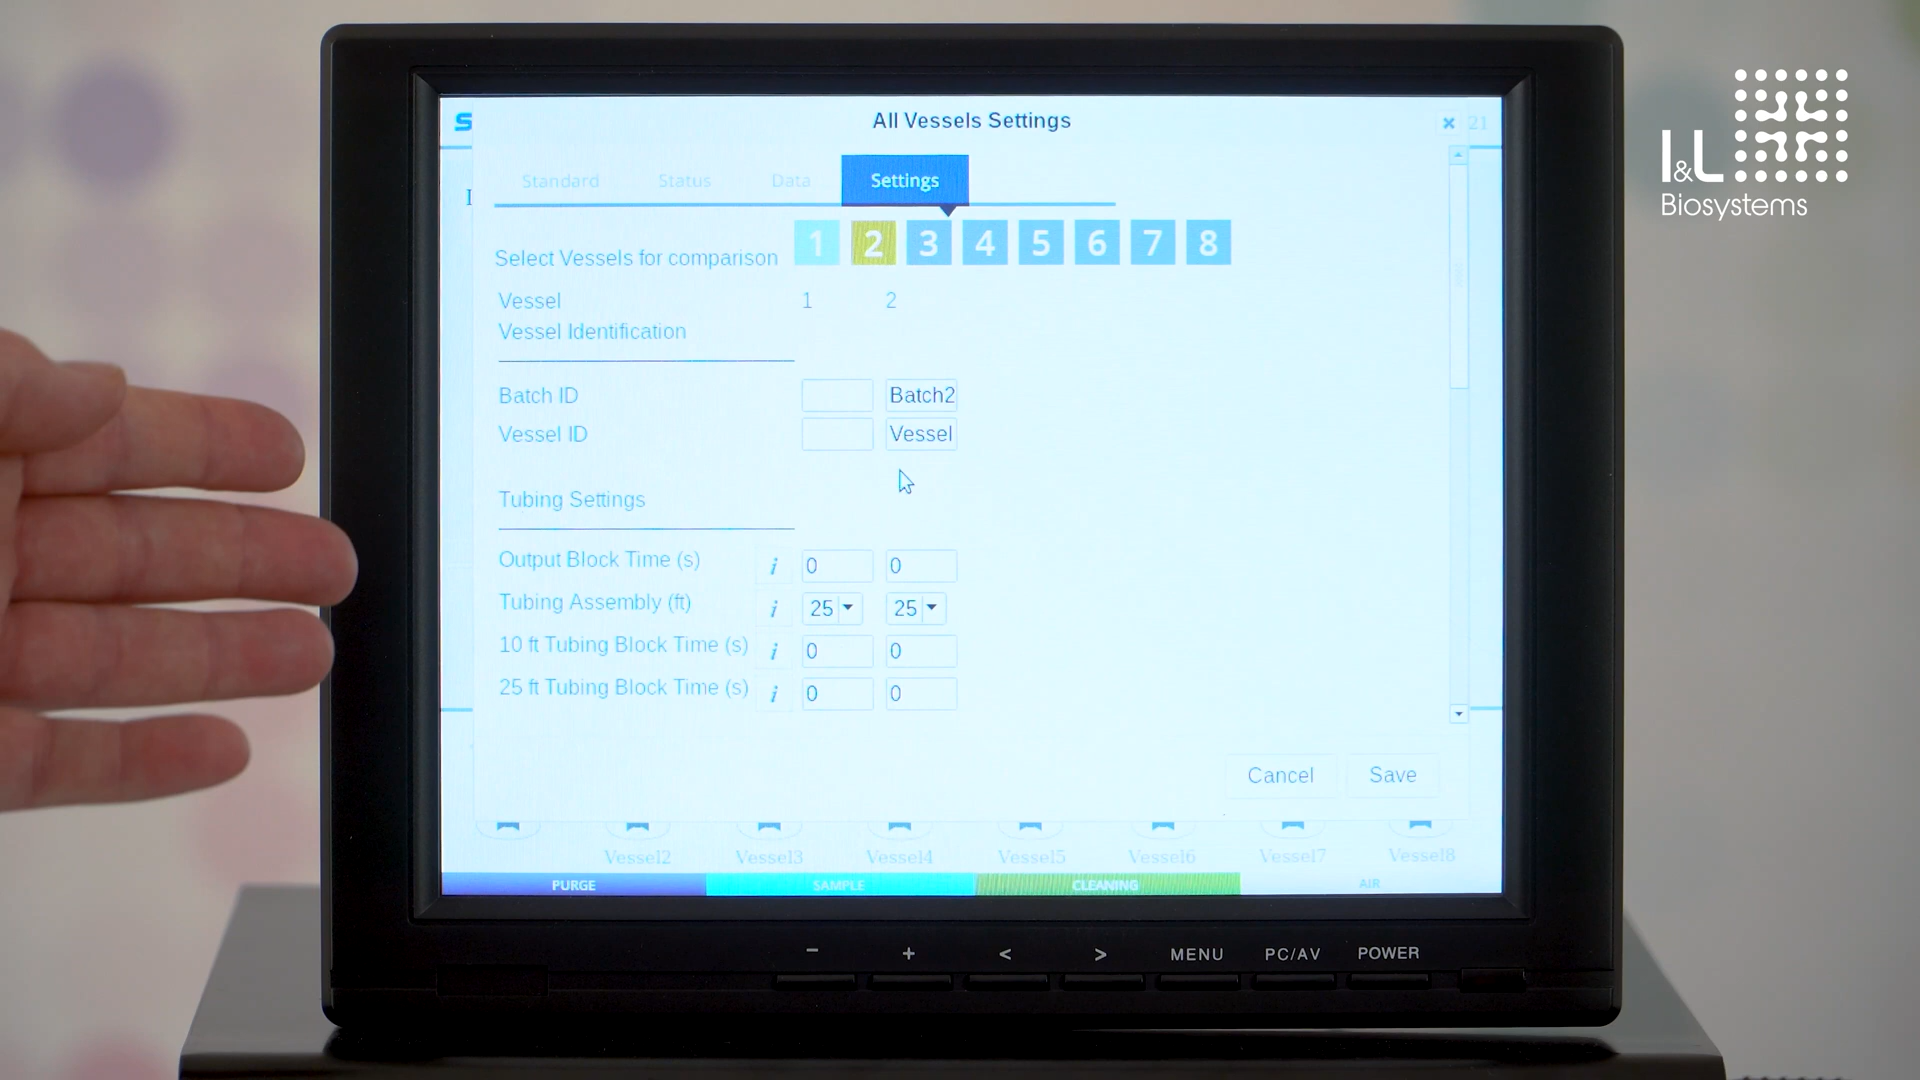 All Vessels Settings
S
21
Standard Status Data Settings
Select Vessels for comparison 1 2 3 4 5 6 7 8
Vessel 1 2
Vessel Identification
Batch ID Batch2
Vessel ID Vessel
Tubing Settings
Output Block Time (s) i 0 0
Tubing Assembly (ft) i 25 25
10 ft Tubing Block Time (s) i 0 0
25 ft Tubing Block Time (s) i 0 0
Cancel Save
Vessel2 Vessel3 Vessel4 Vessel5 Vessel6 Vessel7 Vessel8
PURGE SAMPLE CLEANING AIR
− + < > MENU PC/AV POWER
I&L
Biosystems